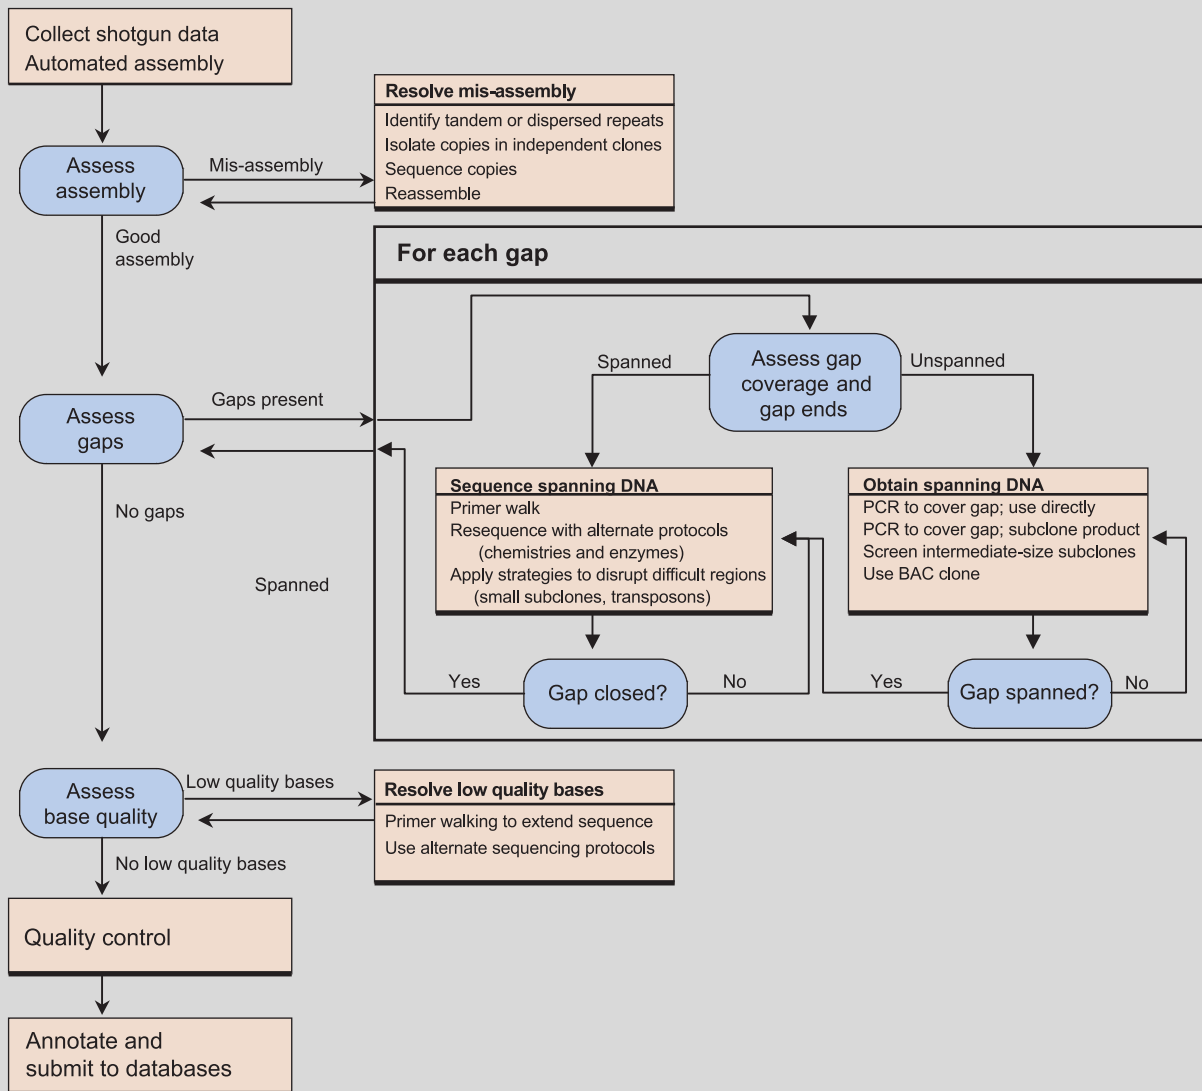 Collect shotgun data
Automated assembly
Resolve mis-assembly
Identify tandem or dispersed repeats
Isolate copies in independent clones
Sequence copies
Reassemble
Assess
assembly
Mis-assembly
Good
assembly
For each gap
Assess gap
coverage and
gap ends
Spanned
Unspanned
Assess
gaps
Gaps present
No gaps
Spanned
Sequence spanning DNA
Primer walk
Resequence with alternate protocols
(chemistries and enzymes)
Apply strategies to disrupt difficult regions
(small subclones, transposons)
Obtain spanning DNA
PCR to cover gap; use directly
PCR to cover gap; subclone product
Screen intermediate-size subclones
Use BAC clone
Yes
Gap closed?
No
Yes
Gap spanned?
No
Assess
base quality
Low quality bases
Resolve low quality bases
Primer walking to extend sequence
Use alternate sequencing protocols
No low quality bases
Quality control
Annotate and
submit to databases